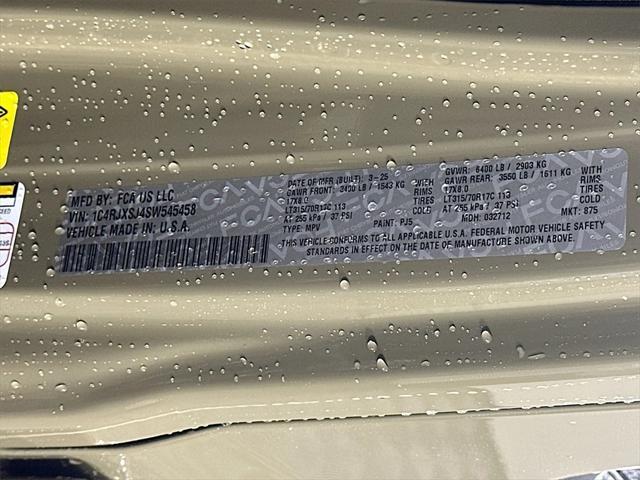 MFD BY: FCA US LLC
VIN: 1C4RJXSJ4SW545458
VEHICLE MADE IN: U.S.A.
DATE OF MFR (BUILT): 3-25
GAWR FRONT: 3400 LB / 1543 KG WITH
17X8.0 RIMS
LT315/70R17C 113 TIRES
AT 255 kPa / 37 PSI COLD
TYPE: MPV PAINT: PJ5
GVWR: 6400 LB / 2903 KG
GAWR REAR: 3550 LB / 1611 KG WITH
17X8.0 RIMS
LT315/70R17C 113 TIRES
AT 255 kPa / 37 PSI COLD
MDH: 032712 MKT: 875
THIS VEHICLE CONFORMS TO ALL APPLICABLE U.S.A. FEDERAL MOTOR VEHICLE SAFETY
STANDARDS IN EFFECT ON THE DATE OF MANUFACTURE SHOWN ABOVE.